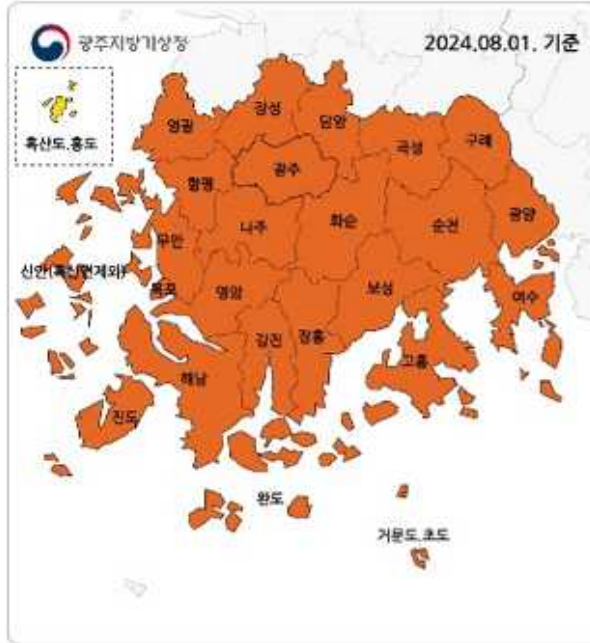 광주지방기상청
2024.08.01. 기준
흑산도.홍도
영광
장성
담양
곡성
구례
함평
광주
무안
나주
화순
순천
광양
신안(흑산면제외)
목포
영암
보성
여수
강진
장흥
고흥
해남
진도
완도
거문도.초도